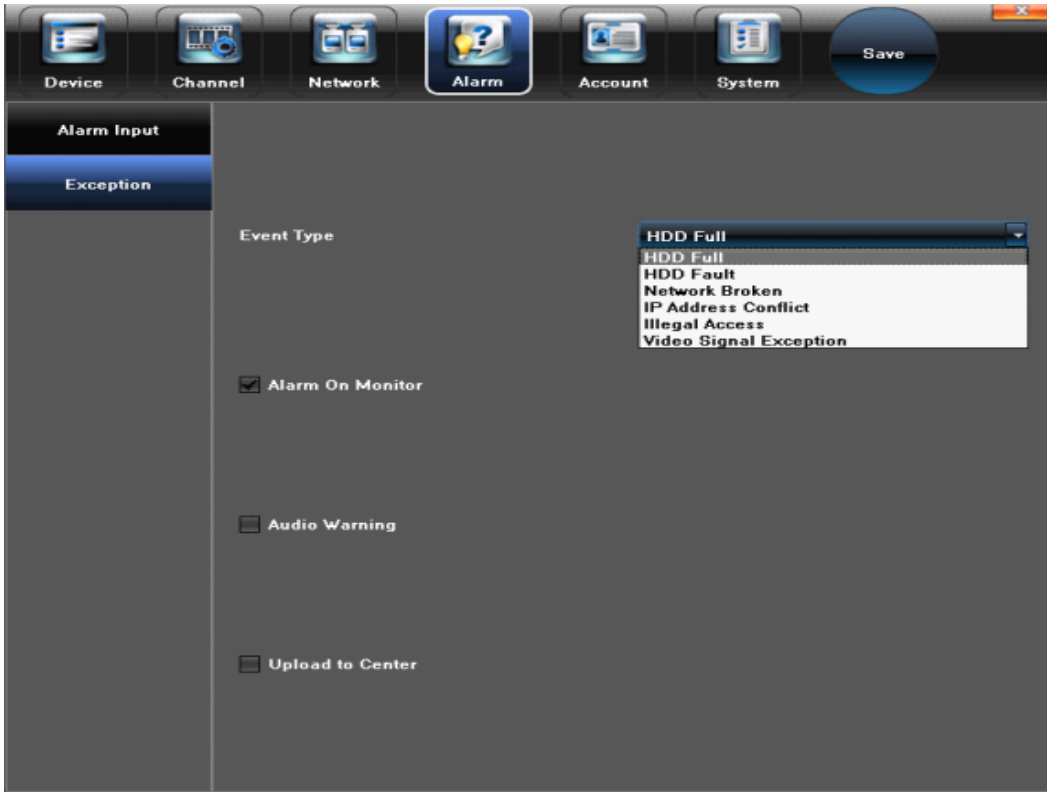 Device Channel Network Alarm Account System Save
Alarm Input
Exception
Event Type HDD Full
HDD Full
HDD Fault
Network Broken
IP Address Conflict
Illegal Access
Video Signal Exception
Alarm On Monitor
Audio Warning
Upload to Center